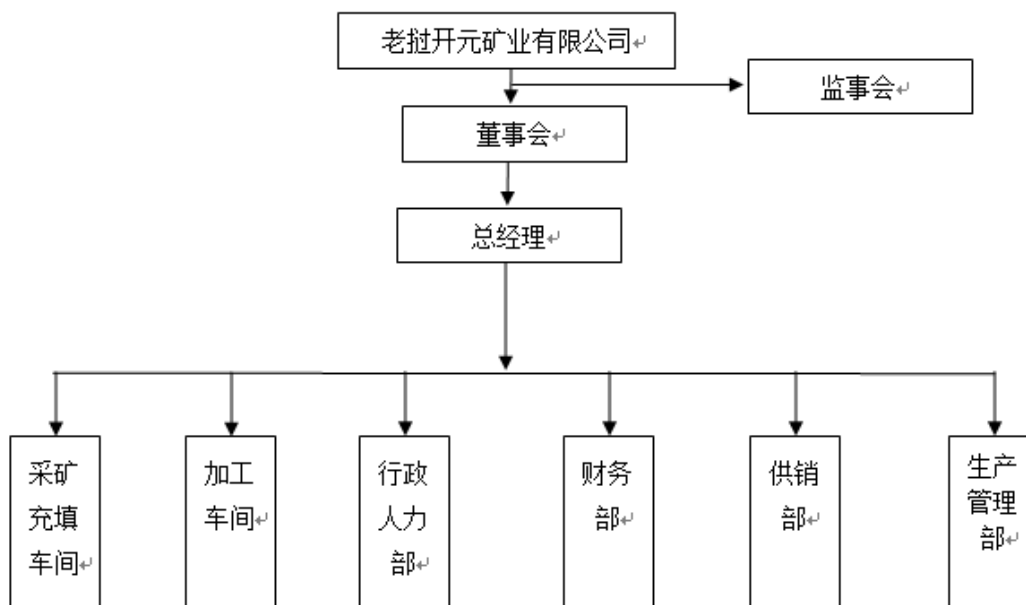 老挝开元矿业有限公司
监事会
董事会
总经理
采矿
充填
车间
加工
车间
行政
人力
部
财务
部
供销
部
生产
管理
部